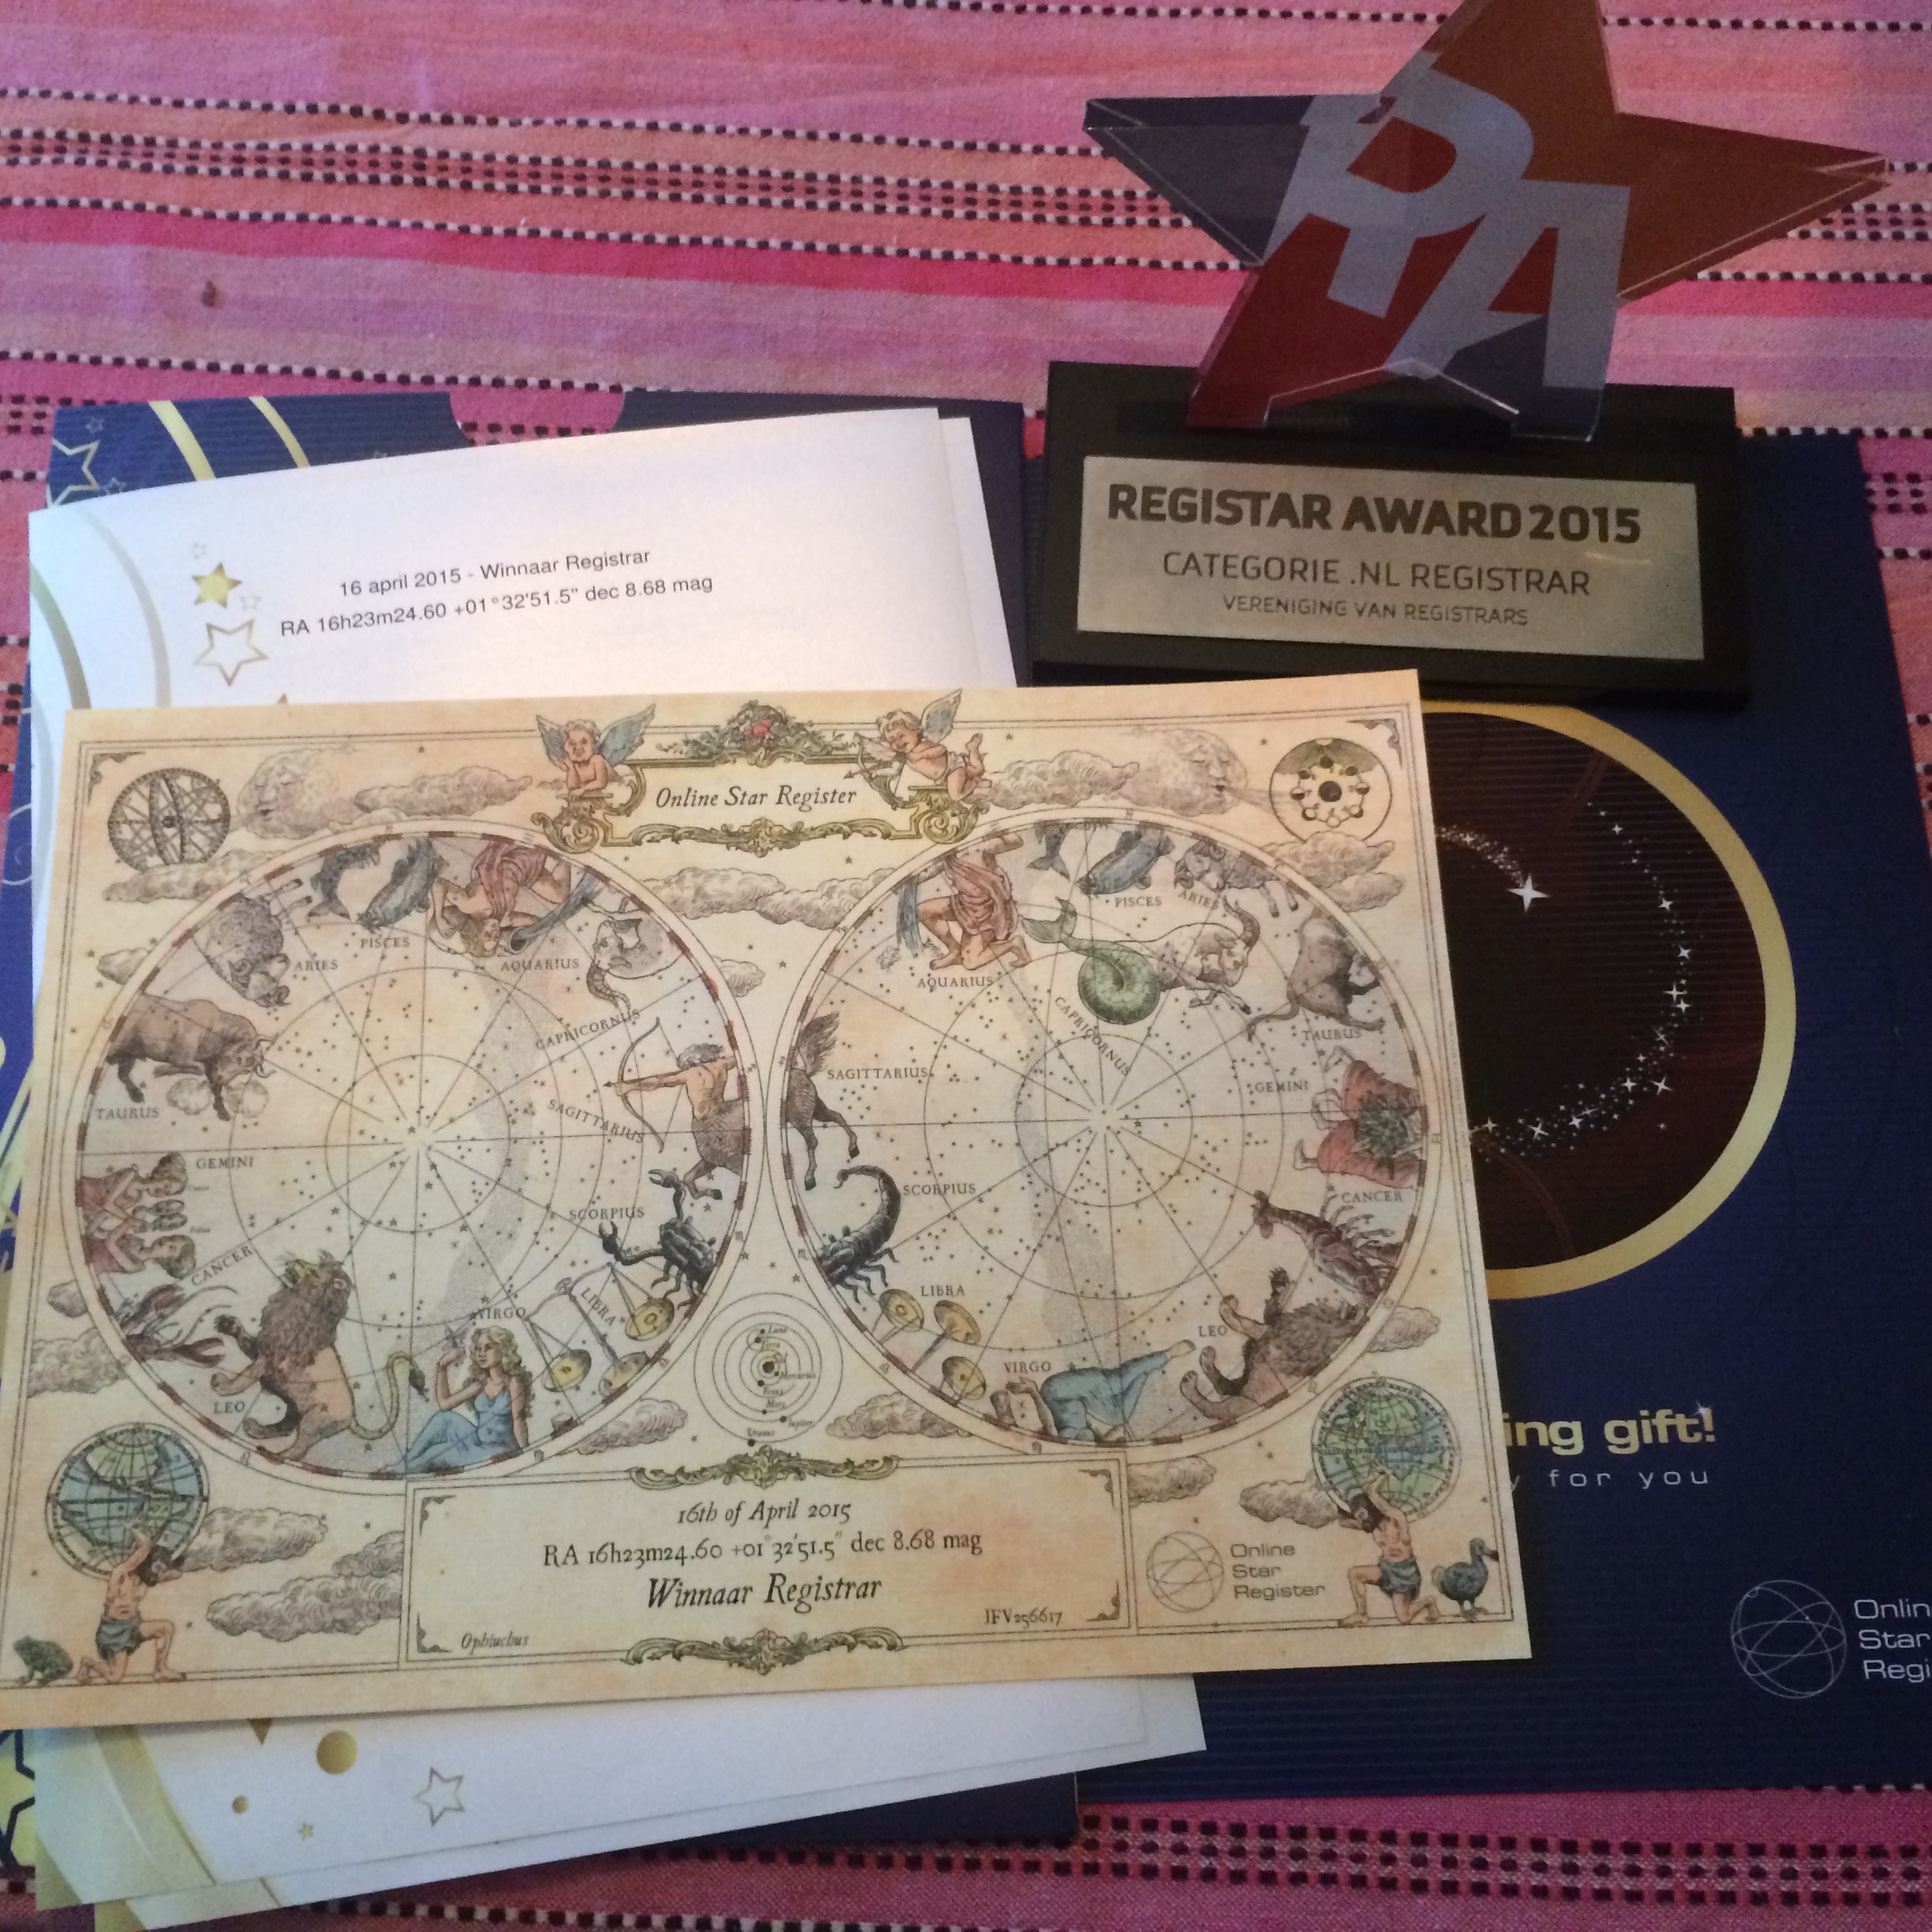 RA
REGISTAR AWARD 2015
CATEGORIE .NL REGISTRAR
VERENIGING VAN REGISTRARS
16 april 2015 - Winnaar Registrar
RA 16h23m24.60 +01°32'51.5" dec 8.68 mag
Online Star Register
PISCES
ARIES
AQUARIUS
CAPRICORNUS
TAURUS
SAGITTARIUS
GEMINI
SCORPIUS
CANCER
VIRGO
LIBRA
LEO
PISCES
ARIES
AQUARIUS
CAPRICORNUS
TAURUS
SAGITTARIUS
GEMINI
SCORPIUS
CANCER
LIBRA
LEO
VIRGO
16th of April 2015
RA 16h23m24.60 +01°32'51.5" dec 8.68 mag
Winnaar Registrar
Ophiuchus
JFV256617
Online
Star
Register
ing gift!
y for you
Onlin
Star
Regi